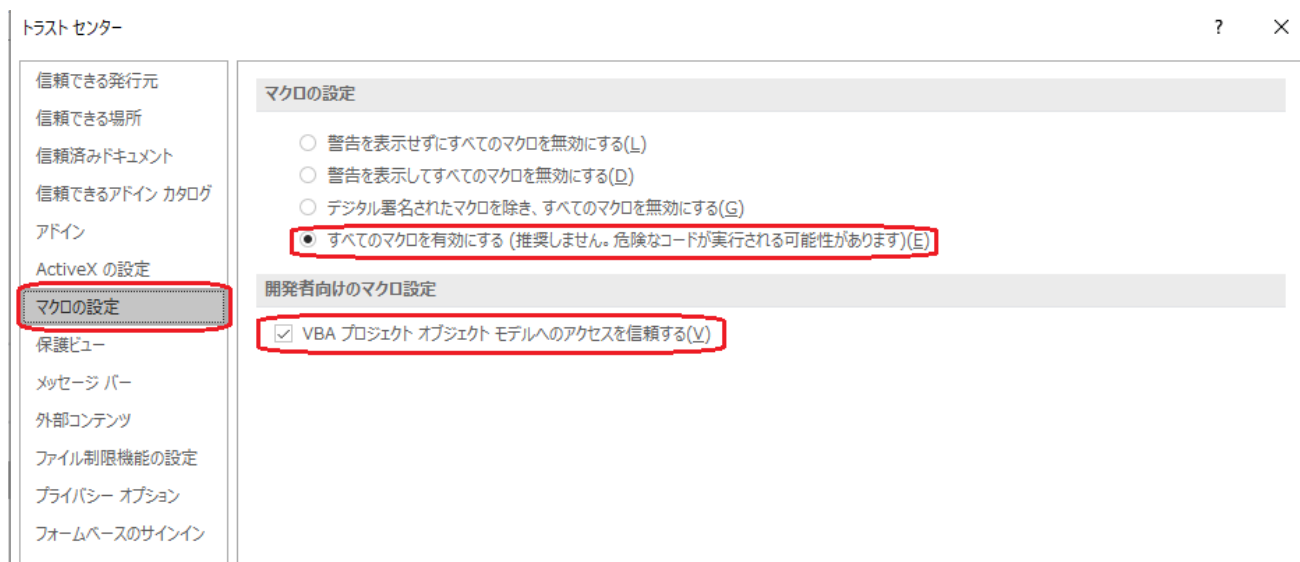 トラスト センター
? ×
信頼できる発行元
信頼できる場所
信頼済みドキュメント
信頼できるアドイン カタログ
アドイン
ActiveX の設定
マクロの設定
保護ビュー
メッセージ バー
外部コンテンツ
ファイル制限機能の設定
プライバシー オプション
フォームベースのサインイン
マクロの設定
警告を表示せずにすべてのマクロを無効にする(L)
警告を表示してすべてのマクロを無効にする(D)
デジタル署名されたマクロを除き、すべてのマクロを無効にする(G)
すべてのマクロを有効にする (推奨しません。危険なコードが実行される可能性があります)(E)
開発者向けのマクロ設定
VBA プロジェクト オブジェクト モデルへのアクセスを信頼する(V)